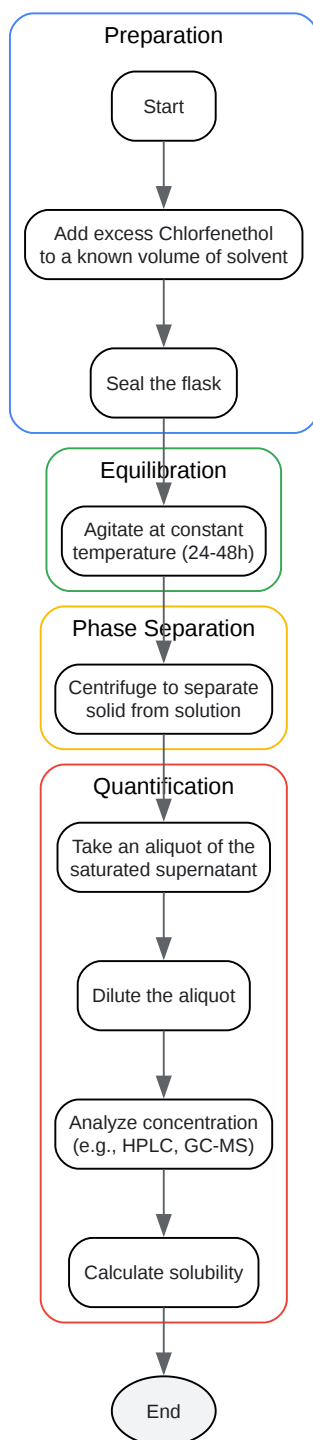 Preparation
Start
Add excess Chlorfenethol
to a known volume of solvent
Seal the flask
Equilibration
Agitate at constant
temperature (24-48h)
Phase Separation
Centrifuge to separate
solid from solution
Quantification
Take an aliquot of the
saturated supernatant
Dilute the aliquot
Analyze concentration
(e.g., HPLC, GC-MS)
Calculate solubility
End